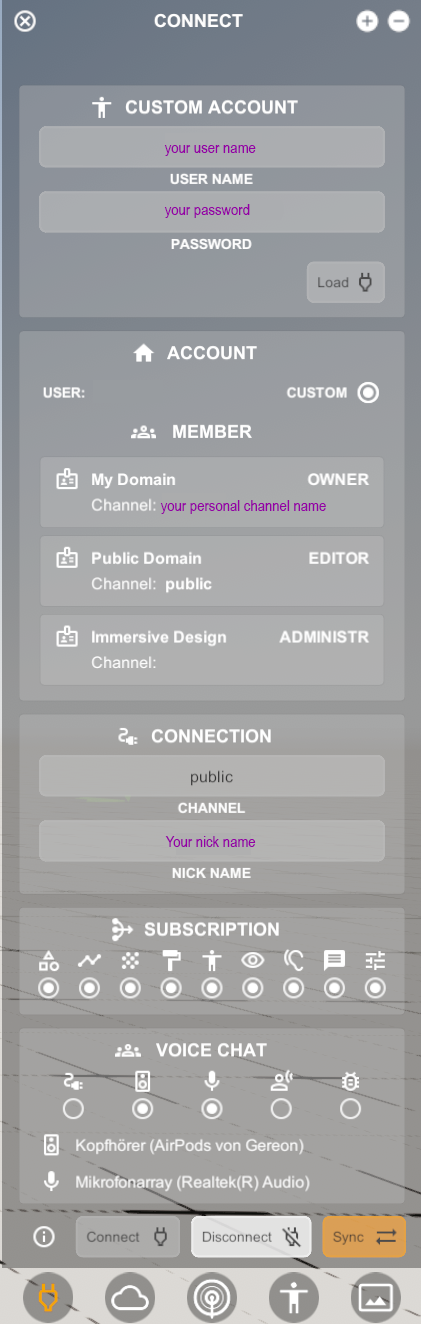 CONNECT
CUSTOM ACCOUNT
your user name
USER NAME
your password
PASSWORD
Load
ACCOUNT
USER: CUSTOM
MEMBER
My Domain OWNER
Channel: your personal channel name
Public Domain EDITOR
Channel: public
Immersive Design ADMINISTR
Channel:
CONNECTION
public
CHANNEL
Your nick name
NICK NAME
SUBSCRIPTION
VOICE CHAT
Kopfhörer (AirPods von Gereon)
Mikrofonarray (Realtek(R) Audio)
Connect Disconnect Sync